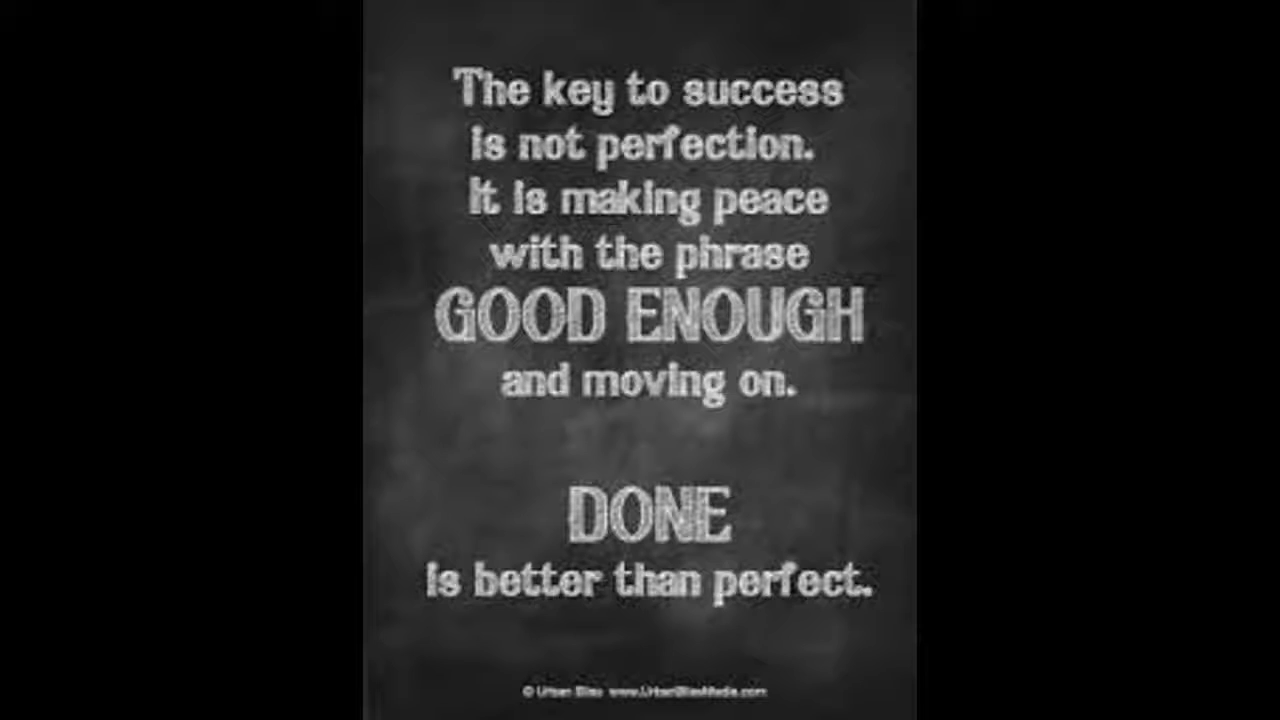 The key to success
is not perfection.
It is making peace
with the phrase
GOOD ENOUGH
and moving on.
DONE
is better than perfect.
© Urban Bliss www.UrbanBlissMedia.com